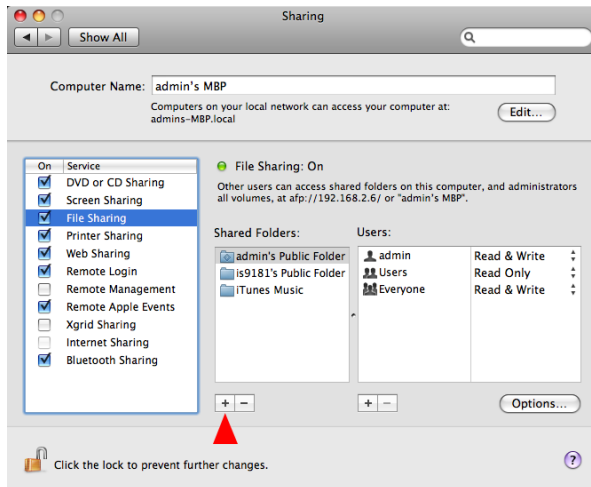 Sharing
Show All
Computer Name: admin's MBP
Computers on your local network can access your computer at:
admins-MBP.local
Edit...
On Service
DVD or CD Sharing
Screen Sharing
File Sharing
Printer Sharing
Web Sharing
Remote Login
Remote Management
Remote Apple Events
Xgrid Sharing
Internet Sharing
Bluetooth Sharing
File Sharing: On
Other users can access shared folders on this computer, and administrators
all volumes, at afp://192.168.2.6/ or "admin's MBP".
Shared Folders:
admin's Public Folder
is9181's Public Folder
iTunes Music
+ −
Users:
admin Read & Write
Users Read Only
Everyone Read & Write
+ −
Options...
Click the lock to prevent further changes.
?